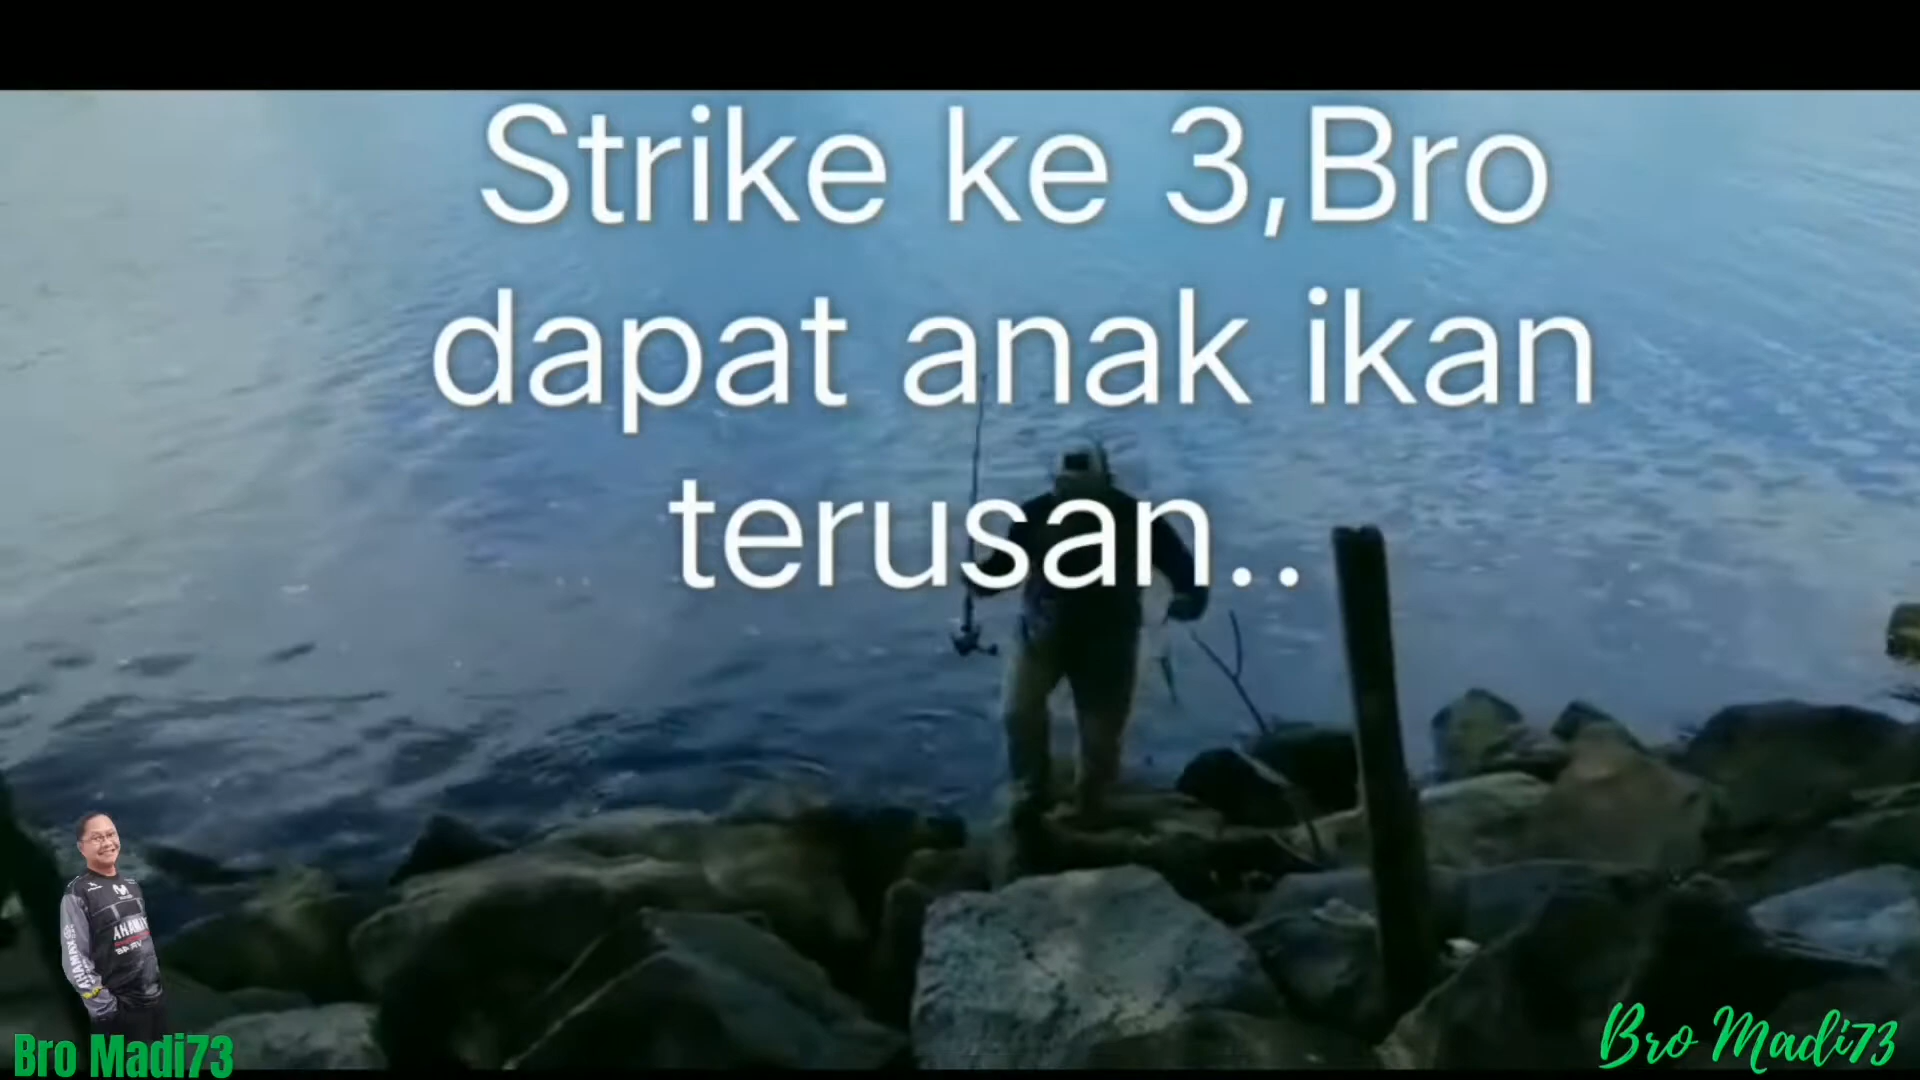 Strike ke 3,Bro
dapat anak ikan
terusan..
Bro Madi73
Bro Madi73